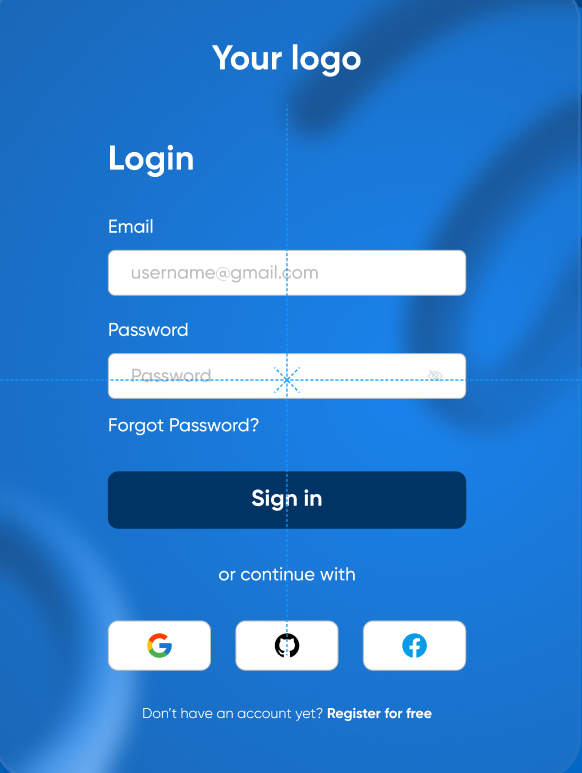 Your logo
Login
Email
username@gmail.com
Password
Password
Forgot Password?
Sign in
or continue with
Don’t have an account yet? Register for free